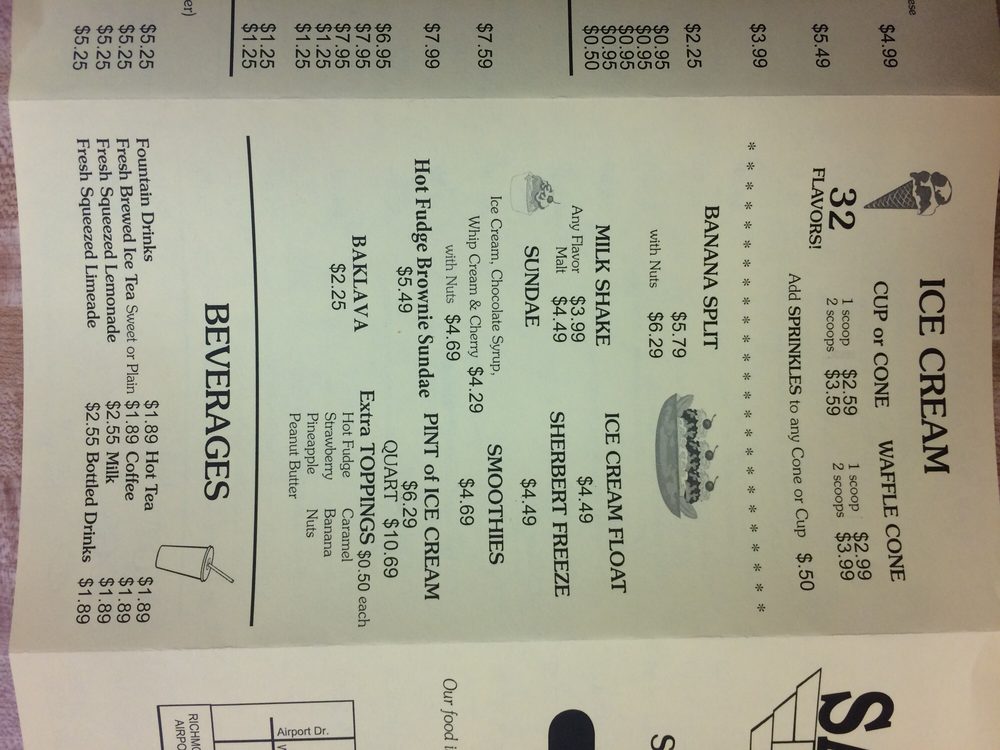 ese
$4.99
$5.49
$3.99
$2.25
$0.95
$0.95
$0.95
$0.95
$0.50
$7.59
$7.99
$6.95
$7.95
$7.95
$1.25
$1.25
$1.25
$1.25
er)
$5.25
$5.25
$5.25
$5.25
ICE CREAM
32
FLAVORS!
CUP or CONE
1 scoop $2.59
2 scoops $3.59
WAFFLE CONE
1 scoop $2.99
2 scoops $3.99
Add SPRINKLES to any Cone or Cup $.50
* * * * * * * * * * * * * * * * * * * * * * *
BANANA SPLIT
$5.79
with Nuts $6.29
MILK SHAKE
Any Flavor $3.99
Malt $4.49
ICE CREAM FLOAT
$4.49
SUNDAE
Ice Cream, Chocolate Syrup,
Whip Cream & Cherry $4.29
with Nuts $4.69
SHERBERT FREEZE
$4.49
SMOOTHIES
$4.69
Hot Fudge Brownie Sundae
$5.49
PINT of ICE CREAM
$6.29
QUART $10.69
BAKLAVA
$2.25
Extra TOPPINGS $0.50 each
Hot Fudge Caramel
Strawberry Banana
Pineapple Nuts
Peanut Butter
BEVERAGES
Fountain Drinks $1.89 Hot Tea $1.89
Fresh Brewed Ice Tea Sweet or Plain $1.89 Coffee $1.89
Fresh Squeezed Lemonade $2.55 Milk $1.89
Fresh Squeezed Limeade $2.55 Bottled Drinks $1.89
SA
S
Our food i
Airport Dr.
W
RICHMO
AIRPO